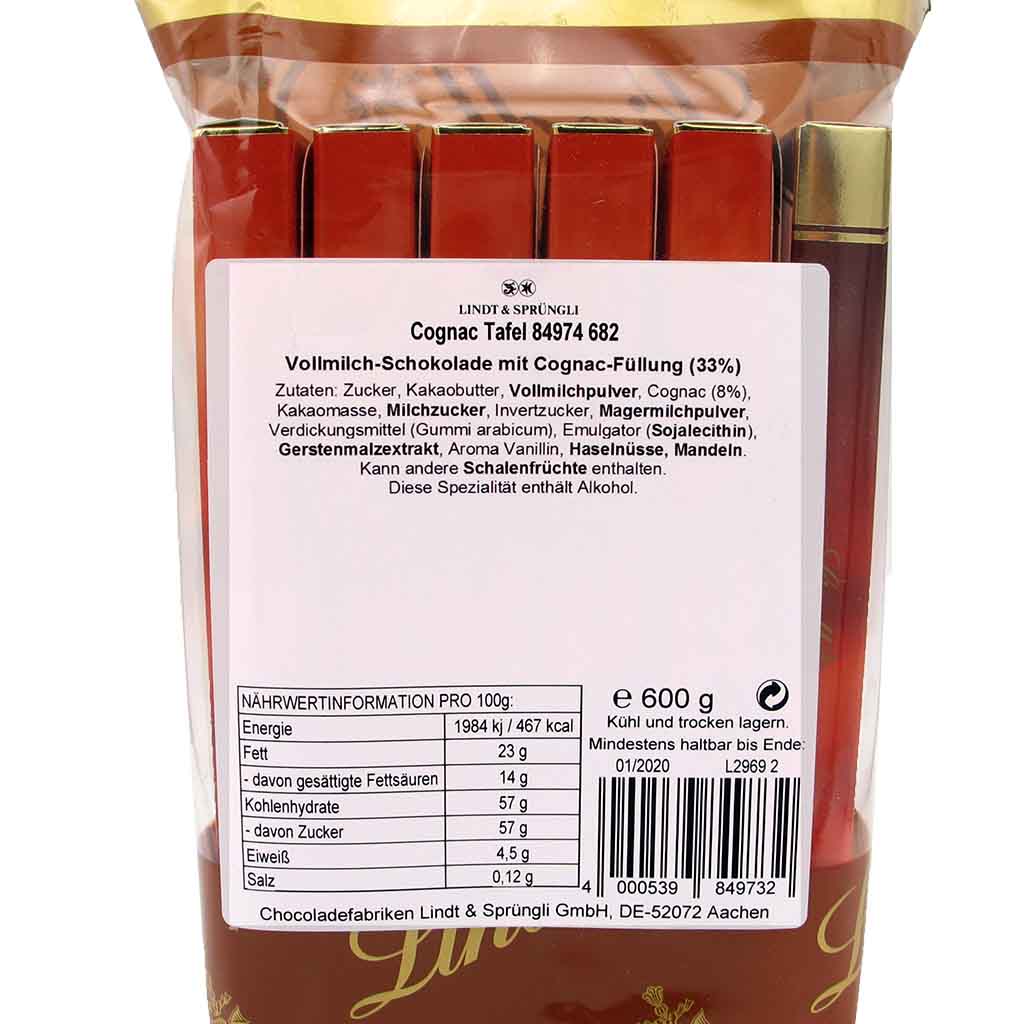 LINDT & SPRÜNGLI
Cognac Tafel 84974 682
Vollmilch-Schokolade mit Cognac-Füllung (33%)
Zutaten: Zucker, Kakaobutter, Vollmilchpulver, Cognac (8%),
Kakaomasse, Milchzucker, Invertzucker, Magermilchpulver,
Verdickungsmittel (Gummi arabicum), Emulgator (Sojalecithin),
Gerstenmalzextrakt, Aroma Vanillin, Haselnüsse, Mandeln.
Kann andere Schalenfrüchte enthalten.
Diese Spezialität enthält Alkohol.
NÄHRWERTINFORMATION PRO 100g:
Energie 1984 kj / 467 kcal
Fett 23 g
- davon gesättigte Fettsäuren 14 g
Kohlenhydrate 57 g
- davon Zucker 57 g
Eiweiß 4,5 g
Salz 0,12 g
e 600 g
Kühl und trocken lagern.
Mindestens haltbar bis Ende:
01/2020 L2969 2
4 000539 849732
Chocoladefabriken Lindt & Sprüngli GmbH, DE-52072 Aachen